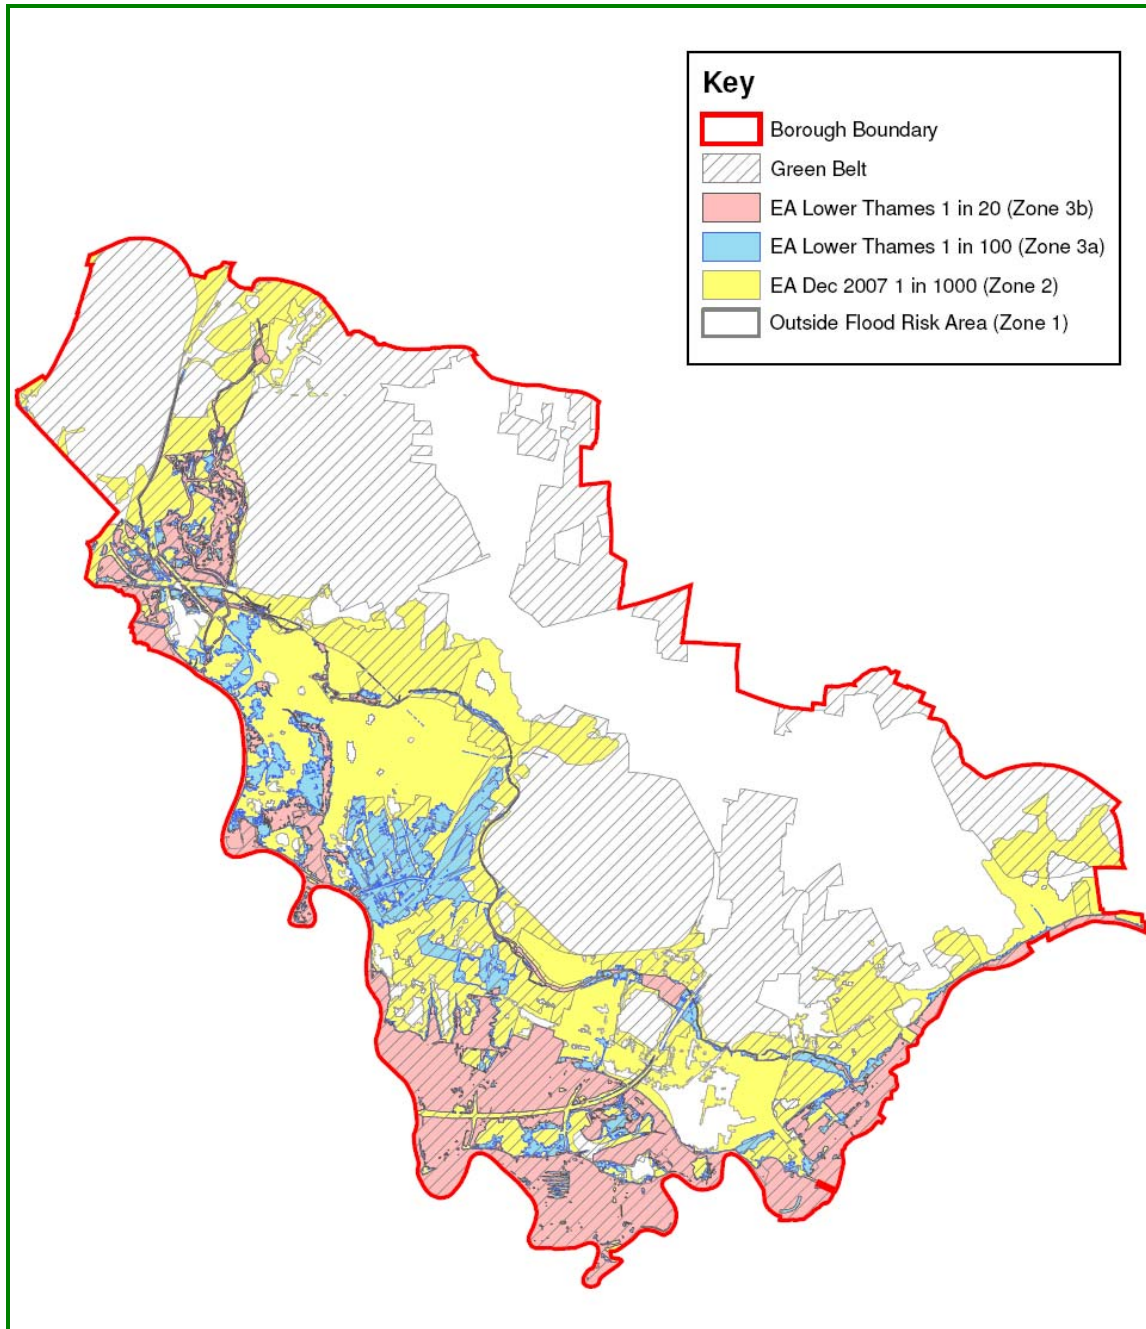 Key
Borough Boundary
Green Belt
EA Lower Thames 1 in 20 (Zone 3b)
EA Lower Thames 1 in 100 (Zone 3a)
EA Dec 2007 1 in 1000 (Zone 2)
Outside Flood Risk Area (Zone 1)